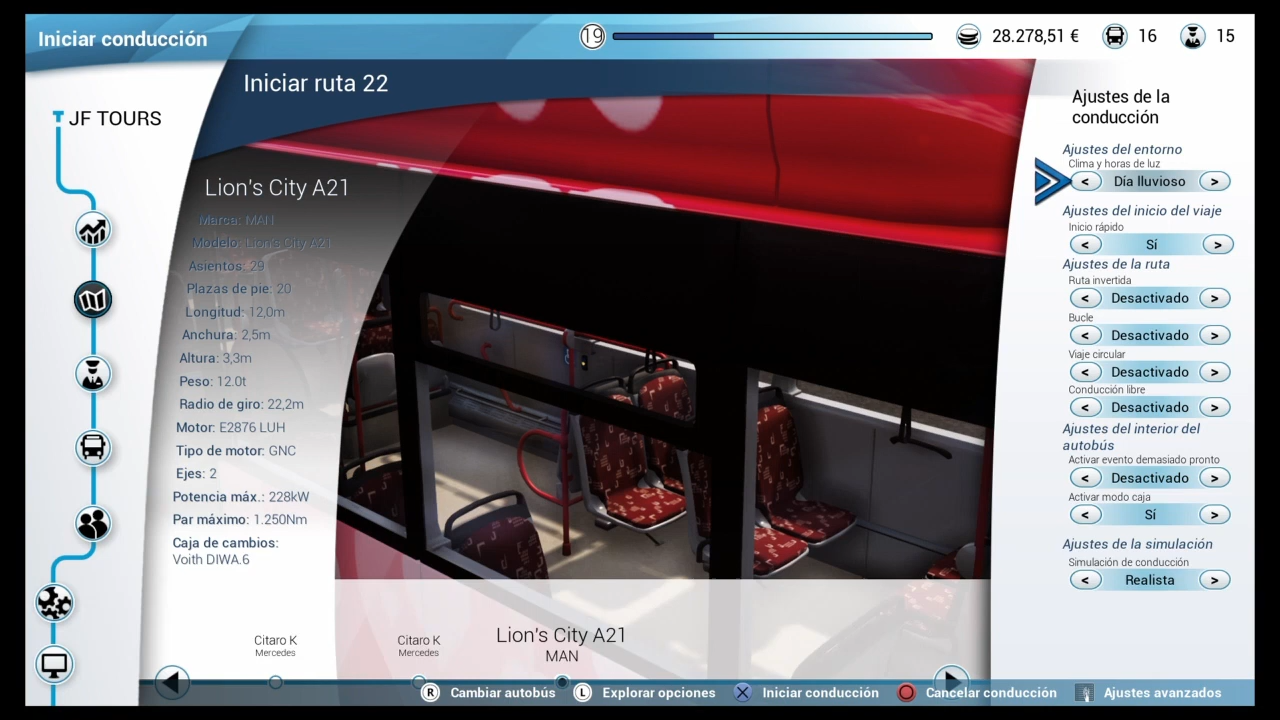 Iniciar conducción
19
28.278,51 €
16
15
Iniciar ruta 22
JF TOURS
Lion's City A21
Marca: MAN
Modelo: Lion's City A21
Asientos: 29
Plazas de pie: 20
Longitud: 12,0m
Anchura: 2,5m
Altura: 3,3m
Peso: 12.0t
Radio de giro: 22,2m
Motor: E2876 LUH
Tipo de motor: GNC
Ejes: 2
Potencia máx.: 228kW
Par máximo: 1.250Nm
Caja de cambios:
Voith DIWA.6
Ajustes de la
conducción
Ajustes del entorno
Clima y horas de luz
< Día lluvioso >
Ajustes del inicio del viaje
Inicio rápido
< Sí >
Ajustes de la ruta
Ruta invertida
< Desactivado >
Bucle
< Desactivado >
Viaje circular
< Desactivado >
Conducción libre
< Desactivado >
Ajustes del interior del
autobús
Activar evento demasiado pronto
< Desactivado >
Activar modo caja
< Sí >
Ajustes de la simulación
Simulación de conducción
< Realista >
Citaro K
Mercedes
Citaro K
Mercedes
Lion's City A21
MAN
R Cambiar autobús L Explorar opciones Iniciar conducción Cancelar conducción Ajustes avanzados